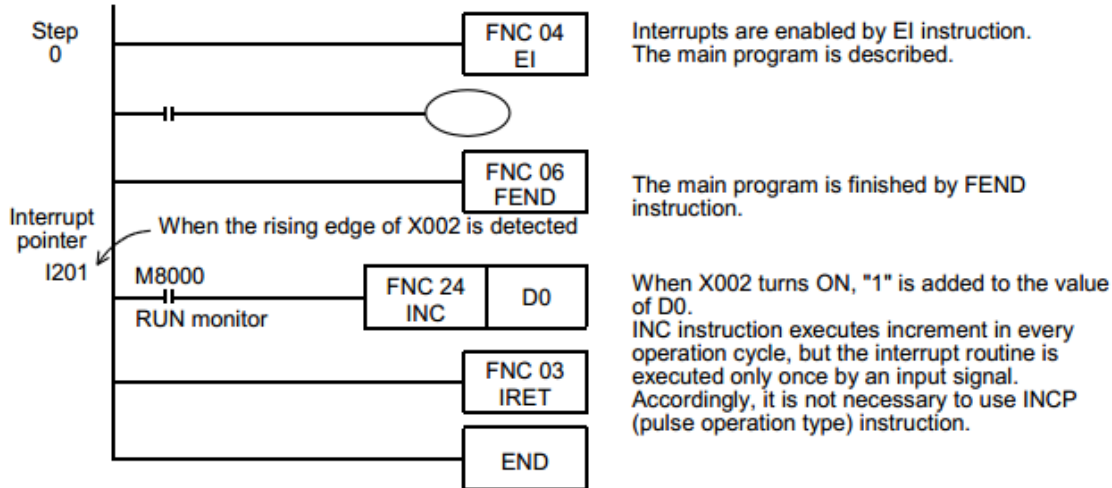 Step
0
FNC 04
EI
Interrupts are enabled by EI instruction.
The main program is described.
FNC 06
FEND
The main program is finished by FEND
instruction.
Interrupt
pointer
I201
When the rising edge of X002 is detected
M8000
RUN monitor
FNC 24
INC
D0
When X002 turns ON, "1" is added to the value
of D0.
INC instruction executes increment in every
operation cycle, but the interrupt routine is
executed only once by an input signal.
Accordingly, it is not necessary to use INCP
(pulse operation type) instruction.
FNC 03
IRET
END